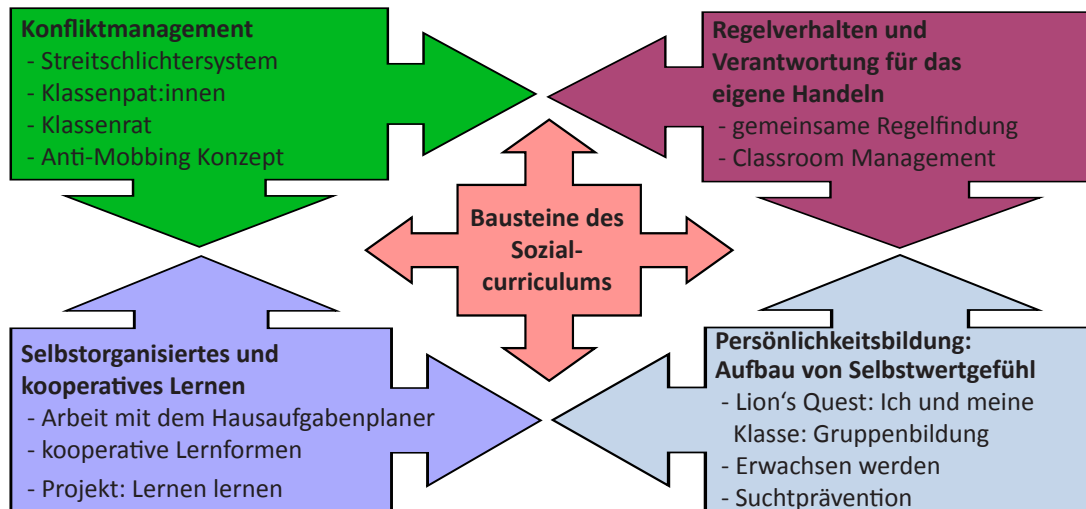 Konfliktmanagement
- Streitschlichtersystem
- Klassenpat:innen
- Klassenrat
- Anti-Mobbing Konzept
Regelverhalten und
Verantwortung für das
eigene Handeln
- gemeinsame Regelfindung
- Classroom Management
Bausteine des
Sozial-
curriculums
Selbstorganisiertes und
kooperatives Lernen
- Arbeit mit dem Hausaufgabenplaner
- kooperative Lernformen
- Projekt: Lernen lernen
Persönlichkeitsbildung:
Aufbau von Selbstwertgefühl
- Lion‘s Quest: Ich und meine
Klasse: Gruppenbildung
- Erwachsen werden
- Suchtprävention